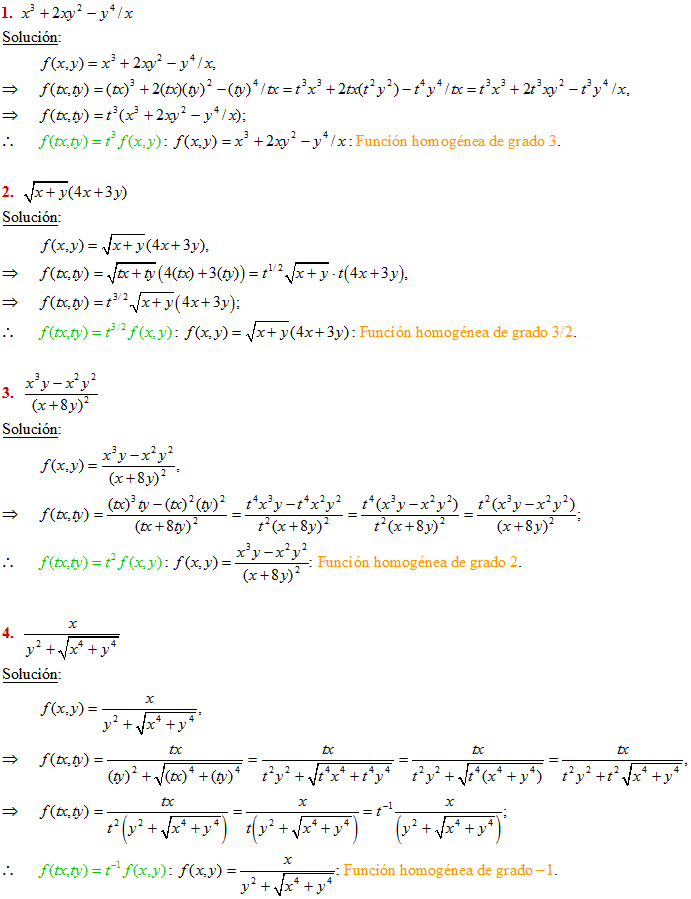 1. x³ + 2xy² − y⁴/x
Solución:
f(x,y) = x³ + 2xy² − y⁴/x,
⇒ f(tx,ty) = (tx)³ + 2(tx)(ty)² − (ty)⁴/tx = t³x³ + 2tx(t²y²) − t⁴y⁴/tx = t³x³ + 2t³xy² − t³y⁴/x,
⇒ f(tx,ty) = t³(x³ + 2xy² − y⁴/x);
∴ f(tx,ty) = t³f(x,y): f(x,y) = x³ + 2xy² − y⁴/x: Función homogénea de grado 3.
2. √(x+y)(4x+3y)
Solución:
f(x,y) = √(x+y)(4x+3y),
⇒ f(tx,ty) = √(tx+ty)(4(tx)+3(ty)) = t^(1/2)√(x+y)·t(4x+3y),
⇒ f(tx,ty) = t^(3/2)√(x+y)(4x+3y);
∴ f(tx,ty) = t^(3/2)f(x,y): f(x,y) = √(x+y)(4x+3y): Función homogénea de grado 3/2.
3. (x³y − x²y²)/(x+8y)²
Solución:
f(x,y) = (x³y − x²y²)/(x+8y)²,
⇒ f(tx,ty) = ((tx)³ty − (tx)²(ty)²)/(tx+8ty)² = (t⁴x³y − t⁴x²y²)/(t²(x+8y)²) = (t⁴(x³y − x²y²))/(t²(x+8y)²) = (t²(x³y − x²y²))/(x+8y)²;
∴ f(tx,ty) = t²f(x,y): f(x,y) = (x³y − x²y²)/(x+8y)²: Función homogénea de grado 2.
4. x/(y² + √(x⁴+y⁴))
Solución:
f(x,y) = x/(y² + √(x⁴+y⁴)),
⇒ f(tx,ty) = tx/((ty)² + √((tx)⁴+(ty)⁴)) = tx/(t²y² + √(t⁴x⁴+t⁴y⁴)) = tx/(t²y² + √(t⁴(x⁴+y⁴))) = tx/(t²y² + t²√(x⁴+y⁴)),
⇒ f(tx,ty) = tx/(t²(y² + √(x⁴+y⁴))) = x/(t(y² + √(x⁴+y⁴))) = t⁻¹ x/(y² + √(x⁴+y⁴));
∴ f(tx,ty) = t⁻¹f(x,y): f(x,y) = x/(y² + √(x⁴+y⁴)): Función homogénea de grado −1.